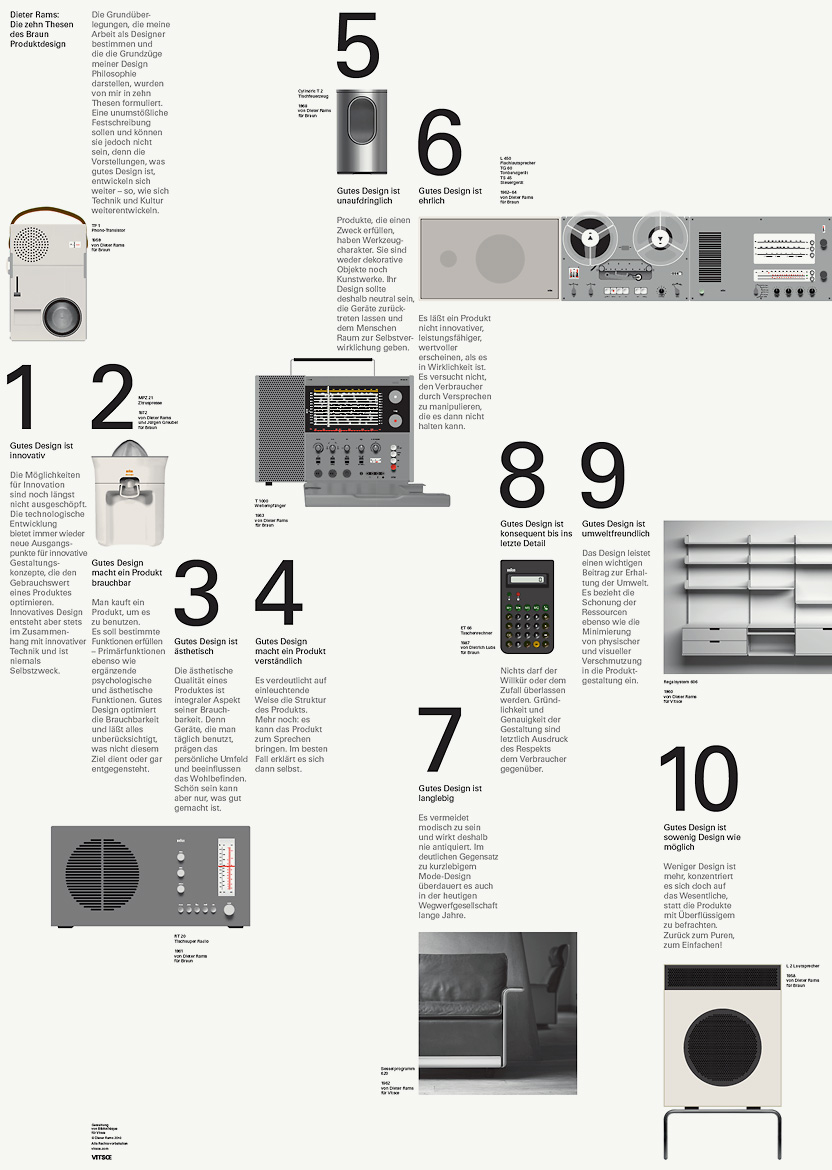 Dieter Rams:
Die zehn Thesen
des Braun
Produktdesign
Die Grundüber-
legungen, die meine
Arbeit als Designer
bestimmen und
die die Grundzüge
meiner Design
Philosophie
darstellen, wurden
von mir in zehn
Thesen formuliert.
Eine unumstößliche
Festschreibung
sollen und können
sie jedoch nicht
sein, denn die
Vorstellungen, was
gutes Design ist,
entwickeln sich
weiter – so, wie sich
Technik und Kultur
weiterentwickeln.
TP 1
Phono-Transistor
1959
von Dieter Rams
für Braun
1
Gutes Design ist
innovativ
Die Möglichkeiten
für Innovation
sind noch längst
nicht ausgeschöpft.
Die technologische
Entwicklung
bietet immer wieder
neue Ausgangs-
punkte für innovative
Gestaltungs-
konzepte, die den
Gebrauchswert
eines Produktes
optimieren.
Innovatives Design
entsteht aber stets
im Zusammen-
hang mit innovativer
Technik und ist
niemals
Selbstzweck.
2
MPZ 21
Zitruspresse
1972
von Dieter Rams
und Jürgen Greubel
für Braun
Gutes Design
macht ein Produkt
brauchbar
Man kauft ein
Produkt, um es
zu benutzen.
Es soll bestimmte
Funktionen erfüllen
– Primärfunktionen
ebenso wie
ergänzende
psychologische
und ästhetische
Funktionen. Gutes
Design optimiert
die Brauchbarkeit
und läßt alles
unberücksichtigt,
was nicht diesem
Ziel dient oder gar
entgegensteht.
3
Gutes Design ist
ästhetisch
Die ästhetische
Qualität eines
Produktes ist
integraler Aspekt
seiner Brauch-
barkeit. Denn
Geräte, die man
täglich benutzt,
prägen das
persönliche Umfeld
und beeinflussen
das Wohlbefinden.
Schön sein kann
aber nur, was gut
gemacht ist.
RT 20
Tischsuper Radio
1961
von Dieter Rams
für Braun
4
Gutes Design
macht ein Produkt
verständlich
Es verdeutlicht auf
einleuchtende
Weise die Struktur
des Produkts.
Mehr noch: es
kann das Produkt
zum Sprechen
bringen. Im besten
Fall erklärt es sich
dann selbst.
T 1000
Weltempfänger
1963
von Dieter Rams
für Braun
5
Cylindric T 2
Tischfeuerzeug
1968
von Dieter Rams
für Braun
Gutes Design ist
unaufdringlich
Produkte, die einen
Zweck erfüllen,
haben Werkzeug-
charakter. Sie sind
weder dekorative
Objekte noch
Kunstwerke. Ihr
Design sollte
deshalb neutral sein,
die Geräte zurück-
treten lassen und
dem Menschen
Raum zur Selbstver-
wirklichung geben.
6
L 450
Flachlautsprecher
TG 60
Tonbandgerät
TS 45
Steuergerät
1962–64
von Dieter Rams
für Braun
Gutes Design ist
ehrlich
Es läßt ein Produkt
nicht innovativer,
leistungsfähiger,
wertvoller
erscheinen, als es
in Wirklichkeit ist.
Es versucht nicht,
den Verbraucher
durch Versprechen
zu manipulieren,
die es dann nicht
halten kann.
7
Gutes Design ist
langlebig
Es vermeidet
modisch zu sein
und wirkt deshalb
nie antiquiert. Im
deutlichen Gegensatz
zu kurzlebigem
Mode-Design
überdauert es auch
in der heutigen
Wegwerfgesellschaft
lange Jahre.
Sesselprogramm
620
1962
von Dieter Rams
für Vitsœ
8
Gutes Design ist
konsequent bis ins
letzte Detail
ET 66
Taschenrechner
1987
von Dietrich Lubs
für Braun
Nichts darf der
Willkür oder dem
Zufall überlassen
werden. Gründ-
lichkeit und
Genauigkeit der
Gestaltung sind
letztlich Ausdruck
des Respekts
dem Verbraucher
gegenüber.
9
Gutes Design ist
umweltfreundlich
Das Design leistet
einen wichtigen
Beitrag zur Erhal-
tung der Umwelt.
Es bezieht die
Schonung der
Ressourcen
ebenso wie die
Minimierung
von physischer
und visueller
Verschmutzung
in die Produkt-
gestaltung ein.
Regalsystem 606
1960
von Dieter Rams
für Vitsœ
10
Gutes Design ist
sowenig Design wie
möglich
Weniger Design ist
mehr, konzentriert
es sich doch auf
das Wesentliche,
statt die Produkte
mit Überflüssigem
zu befrachten.
Zurück zum Puren,
zum Einfachen!
L 2 Lautsprecher
1958
von Dieter Rams
für Braun
Gestaltung
für Vitsœ
Alle Rechte vorbehalten
vitsoe.com
VITSŒ